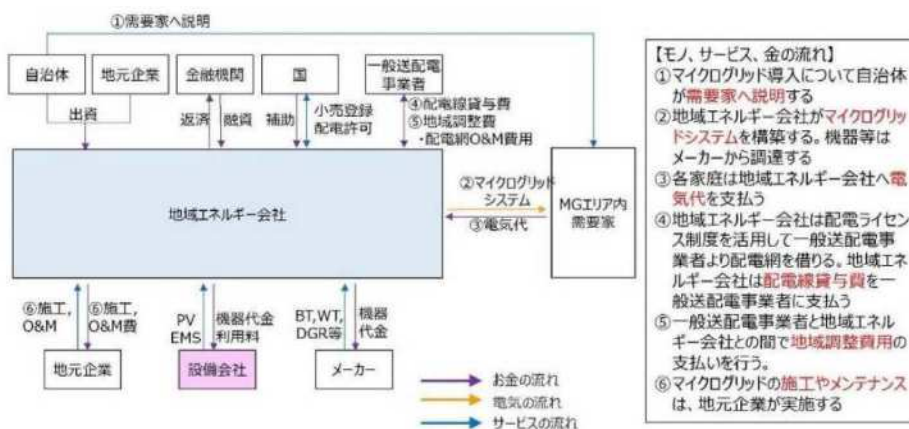 ①需要家へ説明
自治体
地元企業
金融機関
国
一般送配電
事業者
出資
返済
融資
補助
小売登録
配電許可
④配電線貸与費
⑤地域調整費
・配電網O&M費用
地域エネルギー会社
②マイクログリッド
システム
③電気代
MGエリア内
需要家
⑥施工,
O&M
⑥施工,
O&M費
PV
EMS
機器代金
利用料
BT,WT,
DGR等
機器
代金
地元企業
設備会社
メーカー
お金の流れ
電気の流れ
サービスの流れ
【モノ、サービス、金の流れ】
①マイクログリッド導入について自治体
が需要家へ説明する
②地域エネルギー会社がマイクログリッ
ドシステムを構築する。機器等は
メーカーから調達する
③各家庭は地域エネルギー会社へ電
気代を支払う
④地域エネルギー会社は配電ライセン
ス制度を活用して一般送配電事
業者より配電網を借りる。地域エネ
ルギー会社は配電線貸与費を一
般送配電事業者に支払う
⑤一般送配電事業者と地域エネル
ギー会社との間で地域調整費用の
支払いを行う。
⑥マイクログリッドの施工やメンテナンス
は、地元企業が実施する